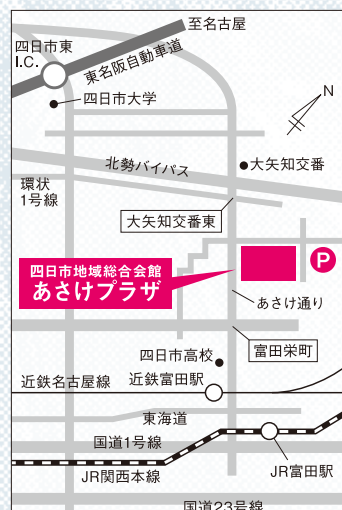 至名古屋
四日市東
I.C.
東名阪自動車道
四日市大学
N
北勢バイパス
大矢知交番
環状
1号線
大矢知交番東
四日市地域総合会館
あさけプラザ
P
あさけ通り
富田栄町
四日市高校
近鉄名古屋線
近鉄富田駅
東海道
国道1号線
JR関西本線
JR富田駅
国道23号線